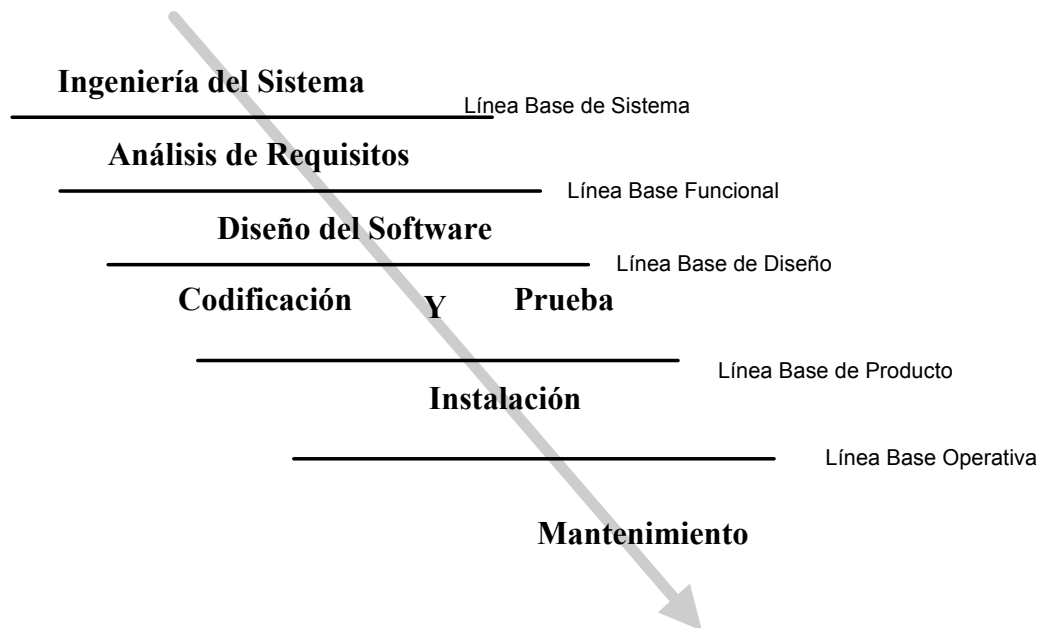 Ingeniería del Sistema
Línea Base de Sistema
Análisis de Requisitos
Línea Base Funcional
Diseño del Software
Línea Base de Diseño
Codificación Y Prueba
Línea Base de Producto
Instalación
Línea Base Operativa
Mantenimiento